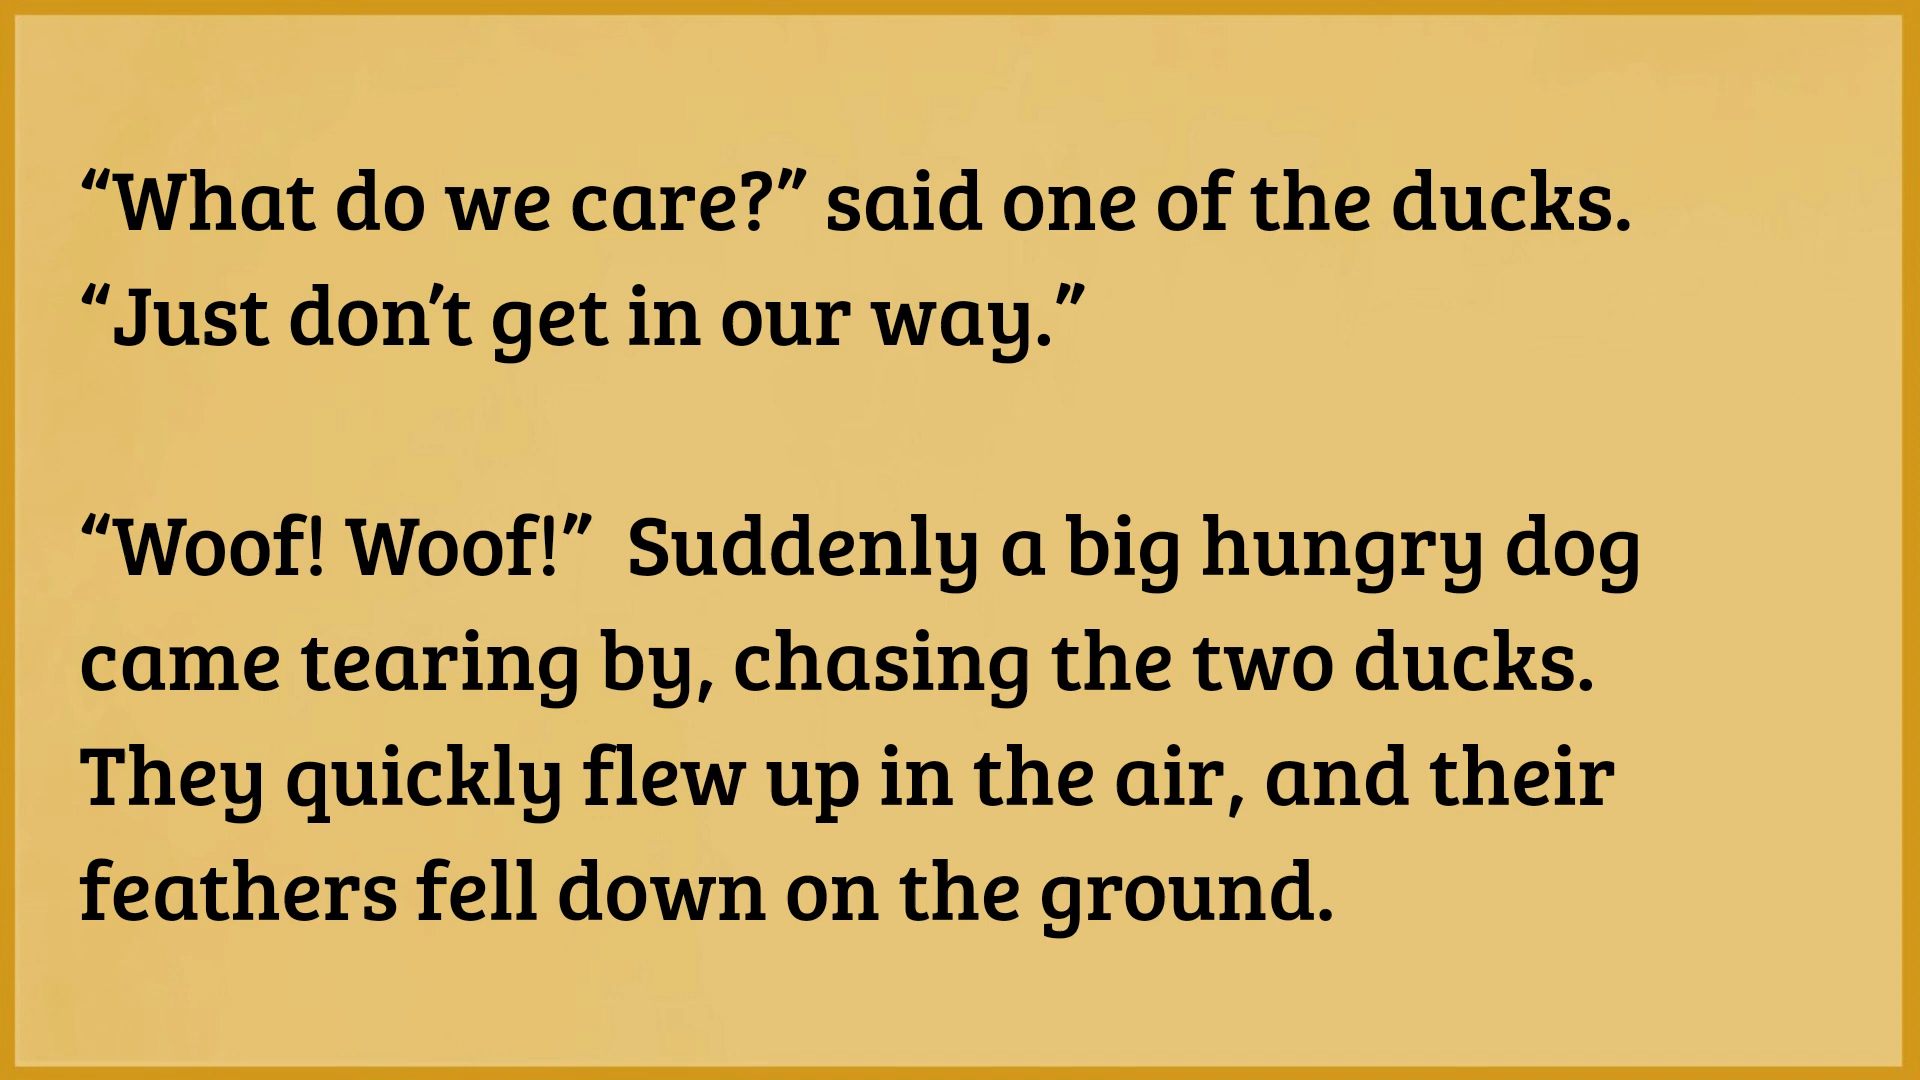 “What do we care?” said one of the ducks.
“Just don’t get in our way.”
“Woof! Woof!”  Suddenly a big hungry dog
came tearing by, chasing the two ducks.
They quickly flew up in the air, and their
feathers fell down on the ground.